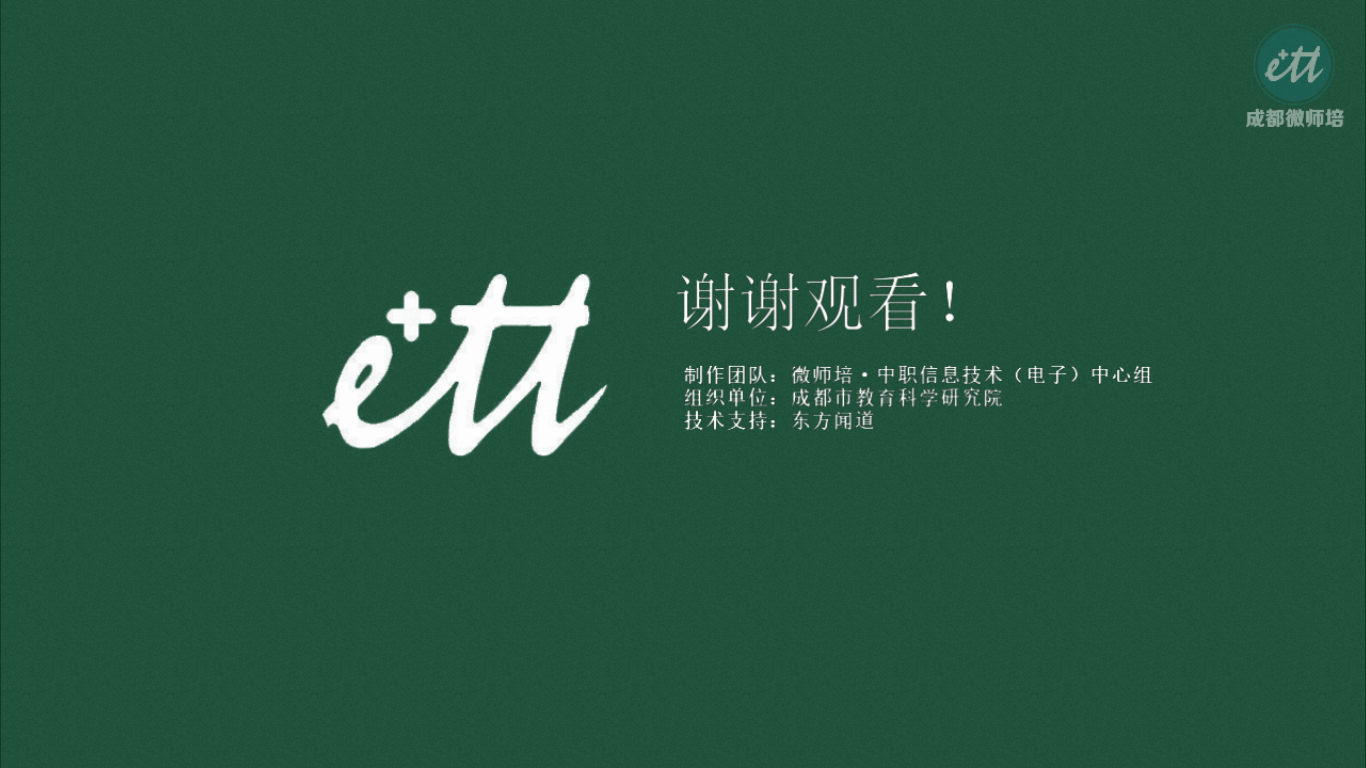 e+tt
成都微师培
e+tt
谢谢观看！
制作团队：微师培·中职信息技术（电子）中心组
组织单位：成都市教育科学研究院
技术支持：东方闻道